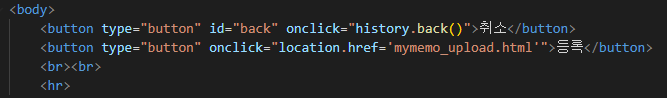 <body>
<button type="button" id="back" onclick="history.back()">취소</button>
<button type="button" onclick="location.href='mymemo_upload.html'">등록</button>
<br><br>
<hr>